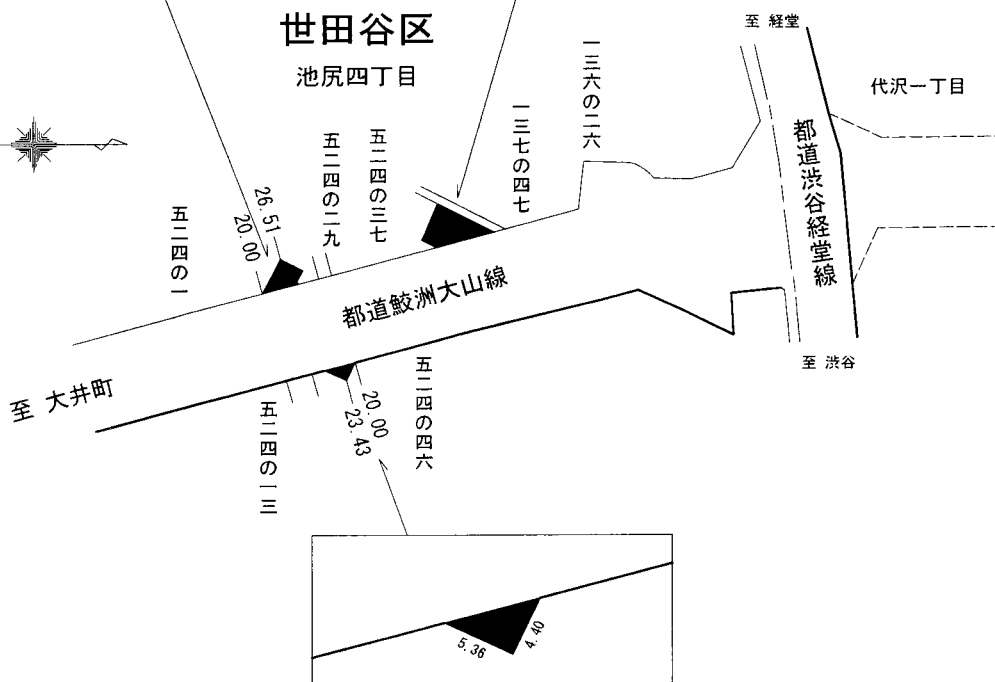 世田谷区
池尻四丁目
至 経堂
代沢一丁目
一三六の二六
一三七の四七
五二四の三七
五二四の二九
五二四の一
26.51
20.00
都道渋谷経堂線
都道鮫洲大山線
至 渋谷
至 大井町
五二四の四六
20.00
23.43
五二四の一三
5.36
4.40